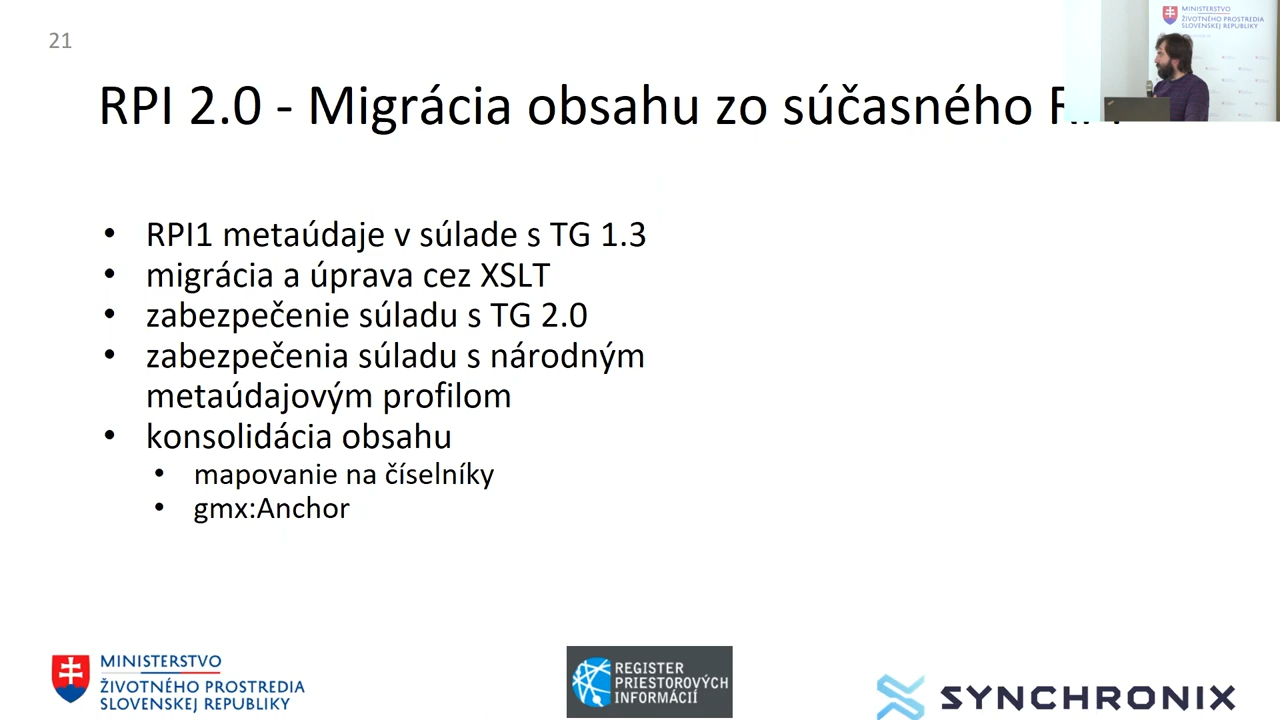 21
MINISTERSTVO
ŽIVOTNÉHO PROSTREDIA
SLOVENSKEJ REPUBLIKY
RPI 2.0 - Migrácia obsahu zo súčasného
• RPI1 metaúdaje v súlade s TG 1.3
• migrácia a úprava cez XSLT
• zabezpečenie súladu s TG 2.0
• zabezpečenia súladu s národným
metaúdajovým profilom
• konsolidácia obsahu
• mapovanie na číselníky
• gmx:Anchor
MINISTERSTVO
ŽIVOTNÉHO PROSTREDIA
SLOVENSKEJ REPUBLIKY
REGISTER
PRIESTOROVÝCH
INFORMÁCIÍ
SYNCHRONIX